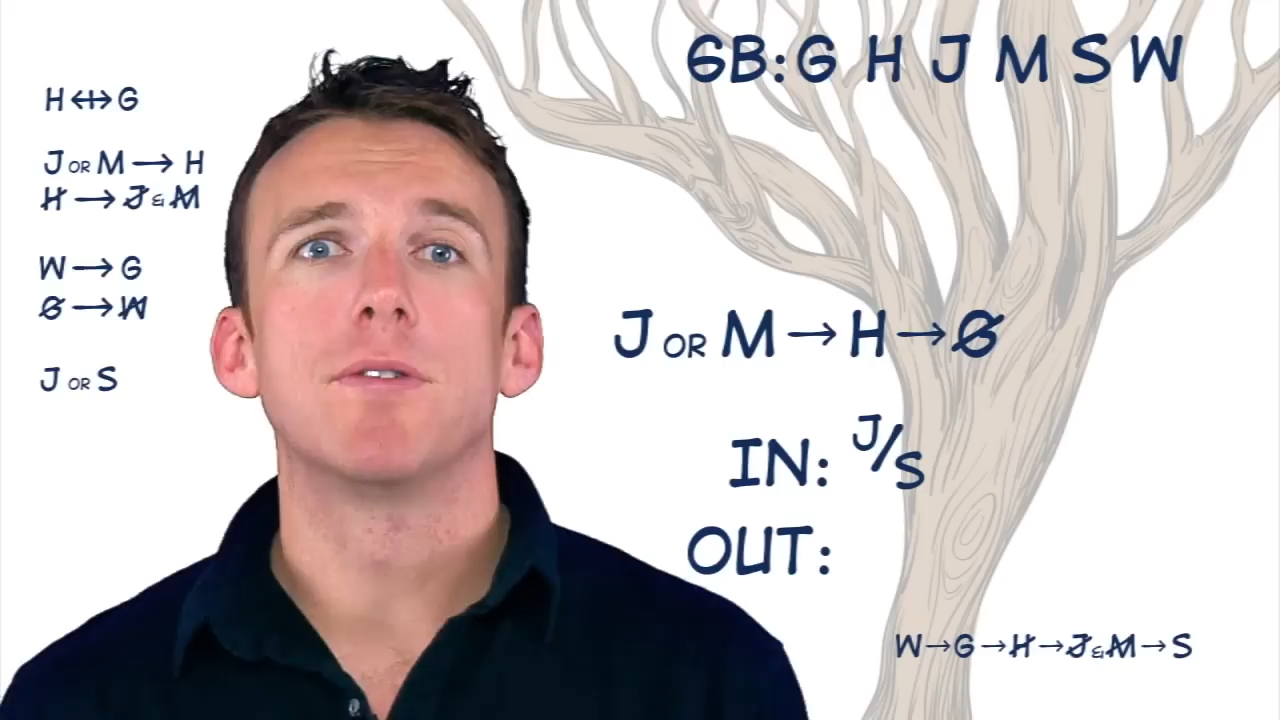 H ↮ G
J OR M → H
H̸ → J̸ & M̸
W → G
G̸ → W̸
J OR S
6B: G H J M S W
J OR M → H → G̸
IN: J/S
OUT:
W → G → H̸ → J̸ & M̸ → S